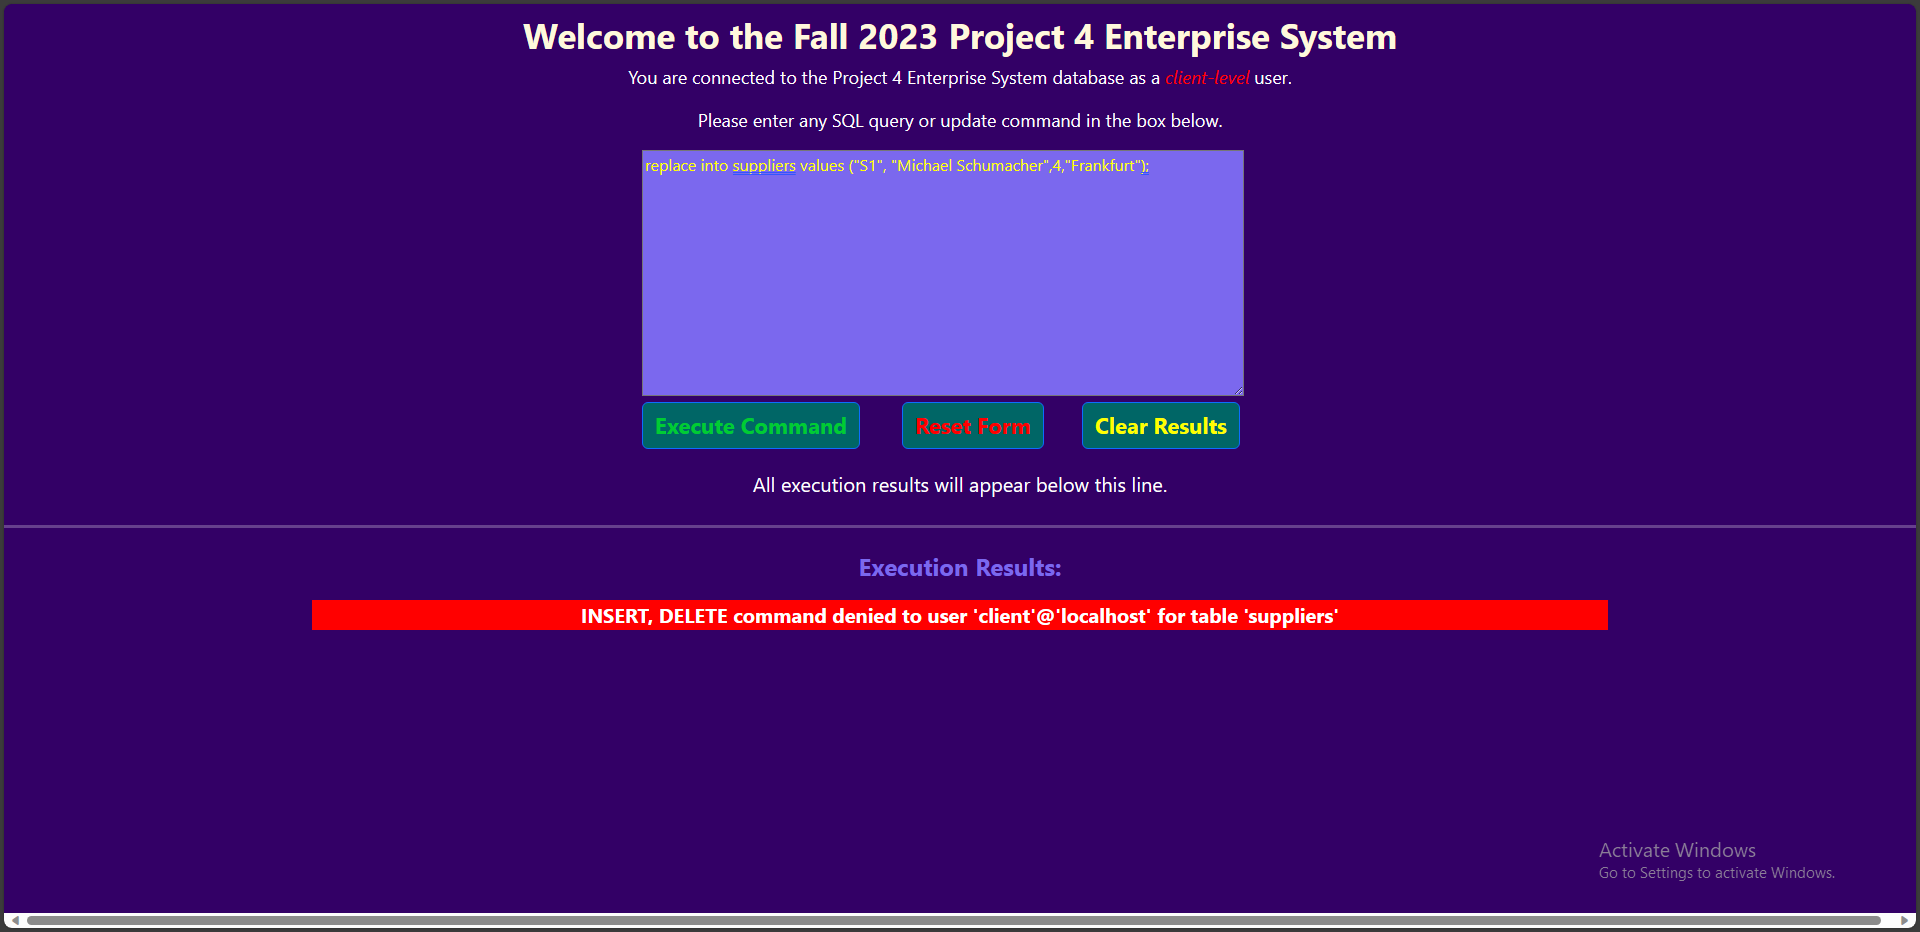 Welcome to the Fall 2023 Project 4 Enterprise System
You are connected to the Project 4 Enterprise System database as a client-level user.
Please enter any SQL query or update command in the box below.
replace into suppliers values ("S1", "Michael Schumacher",4,"Frankfurt");
Execute Command
Reset Form
Clear Results
All execution results will appear below this line.
Execution Results:
INSERT, DELETE command denied to user 'client'@'localhost' for table 'suppliers'
Activate Windows
Go to Settings to activate Windows.